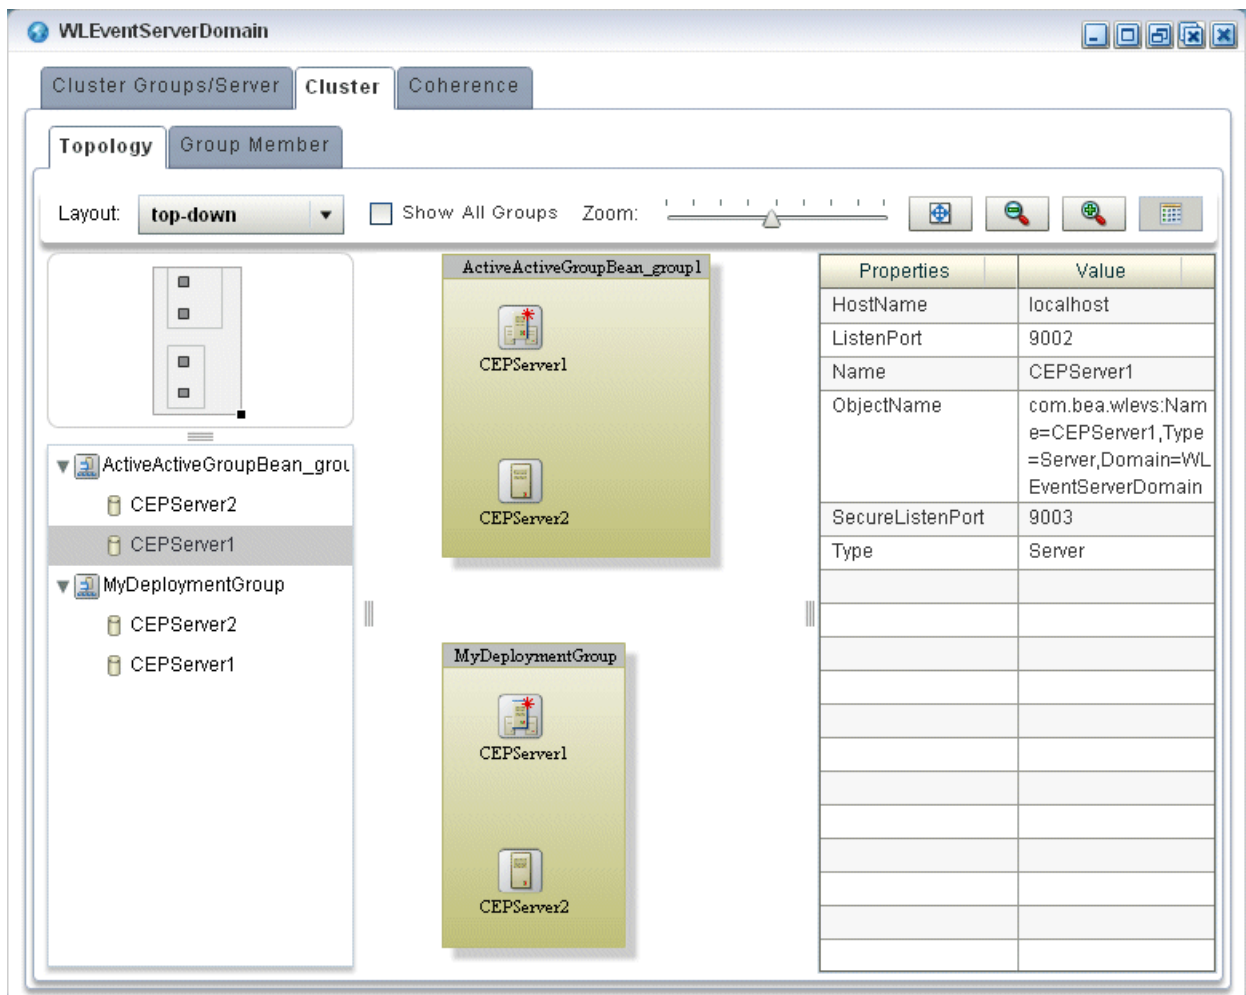 WLEventServerDomain
Cluster Groups/Server
Cluster
Coherence
Topology
Group Member
Layout:
top-down
Show All Groups
Zoom:
ActiveActiveGroupBean_grou
CEPServer2
CEPServer1
MyDeploymentGroup
CEPServer2
CEPServer1
ActiveActiveGroupBean_group1
CEPServer1
CEPServer2
MyDeploymentGroup
CEPServer1
CEPServer2
Properties Value
HostName localhost
ListenPort 9002
Name CEPServer1
ObjectName com.bea.wlevs:Nam
e=CEPServer1,Type
=Server,Domain=WL
EventServerDomain
SecureListenPort 9003
Type Server